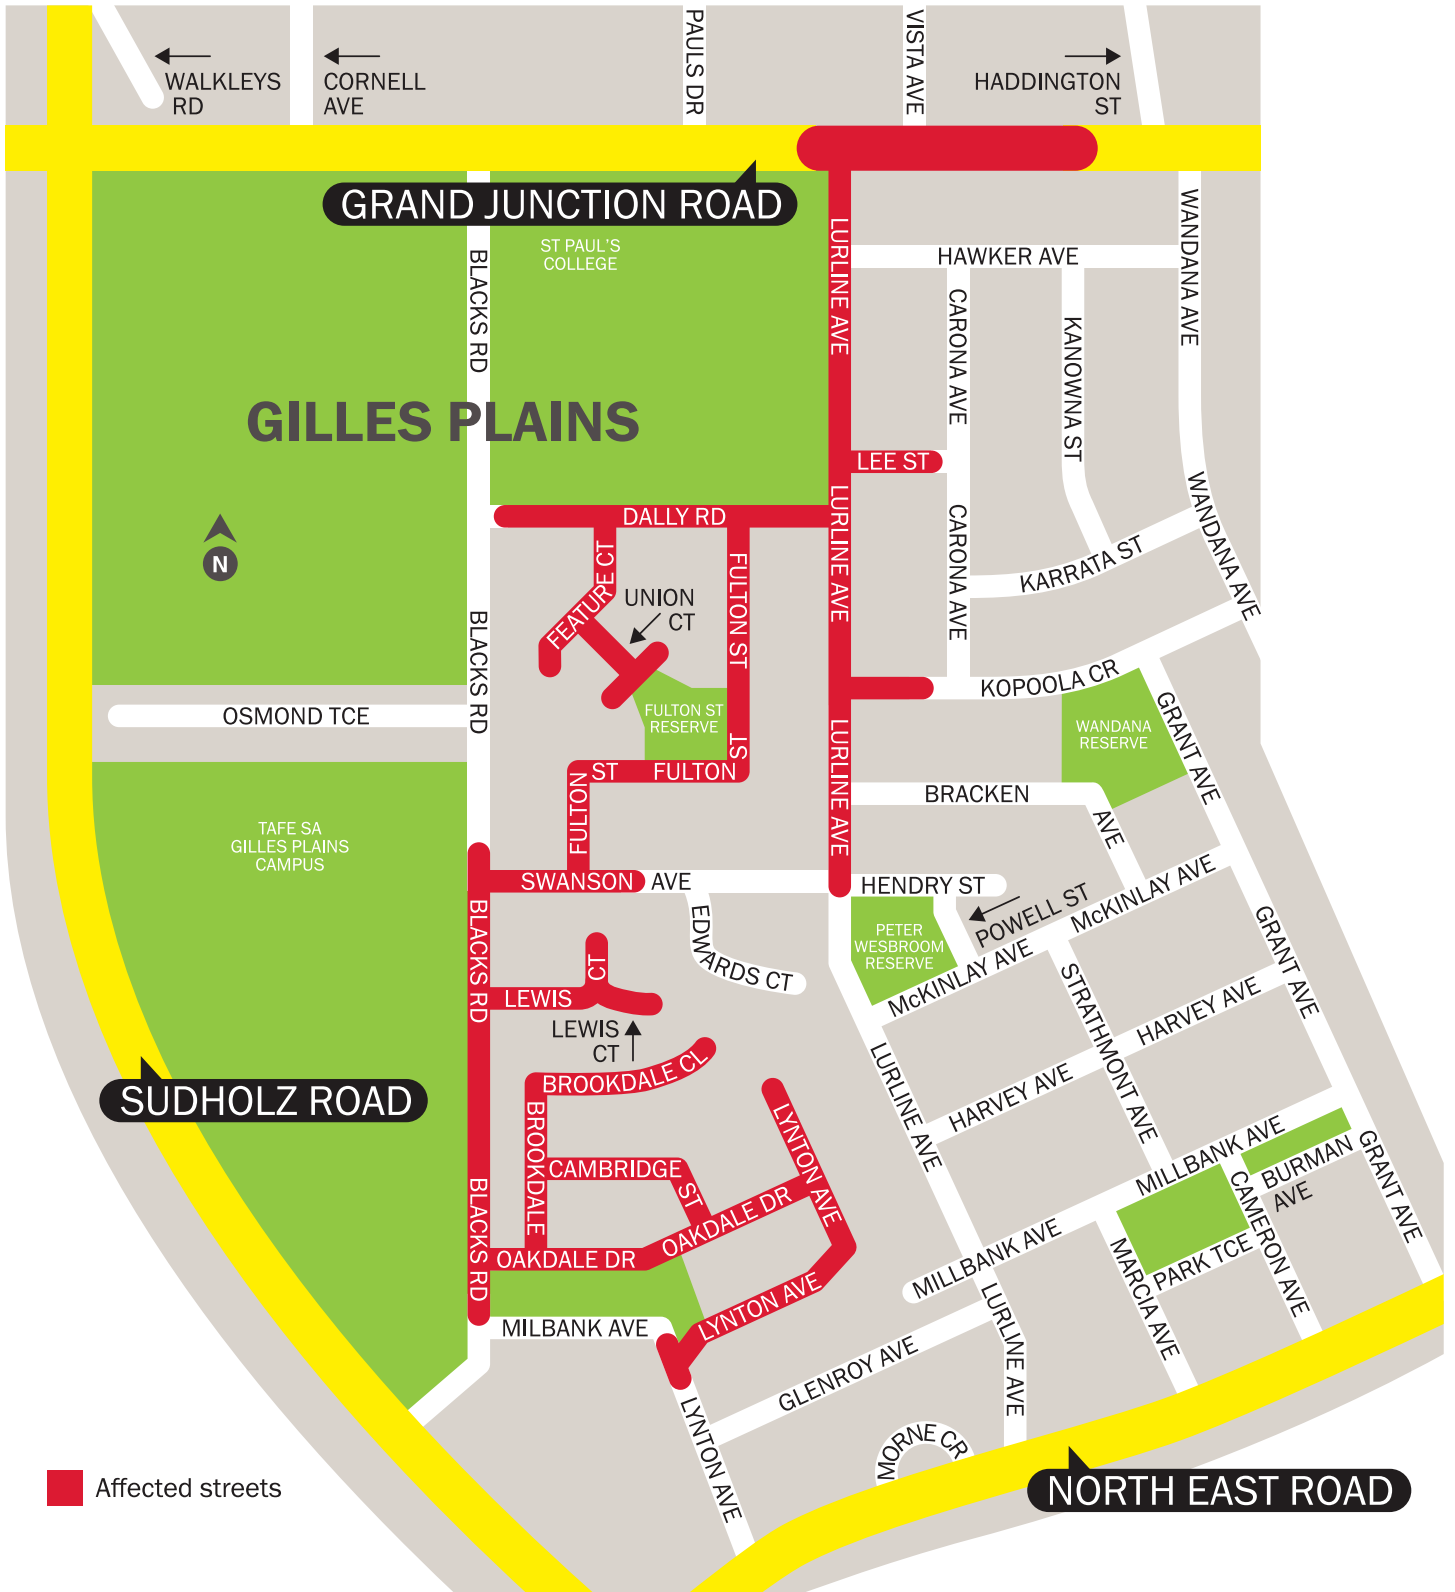 WALKLEYS
RD
CORNELL
AVE
PAULS DR
VISTA AVE
HADDINGTON
ST
GRAND JUNCTION ROAD
ST PAUL'S
COLLEGE
BLACKS RD
LURLINE AVE
HAWKER AVE
WANDANA AVE
CARONA AVE
KANOWNA ST
GILLES PLAINS
LEE ST
DALLY RD
LURLINE AVE
CARONA AVE
WANDANA AVE
KARRATA ST
N
FEATURE CT
UNION
CT
FULTON ST
BLACKS RD
OSMOND TCE
FULTON ST
RESERVE
KOPOOLA CR
WANDANA
RESERVE
GRANT AVE
LURLINE AVE
ST
FULTON
ST
FULTON
BRACKEN
AVE
TAFE SA
GILLES PLAINS
CAMPUS
SWANSON AVE
HENDRY ST
McKINLAY AVE
POWELL ST
BLACKS RD
EDWARDS CT
PETER
WESBROOM
RESERVE
McKINLAY AVE
GRANT AVE
LEWIS
CT
LEWIS
CT
STRATHMONT AVE
HARVEY AVE
HARVEY AVE
LURLINE AVE
SUDHOLZ ROAD
BROOKDALE CL
BROOKDALE
LYNTON AVE
CAMBRIDGE
ST
MILLBANK AVE
BURMAN
AVE
GRANT AVE
BLACKS RD
OAKDALE DR
OAKDALE DR
CAMERON AVE
PARK TCE
MARCIA AVE
MILLBANK AVE
LYNTON AVE
MILBANK AVE
LURLINE AVE
GLENROY AVE
LYNTON AVE
MORNE CR
NORTH EAST ROAD
Affected streets